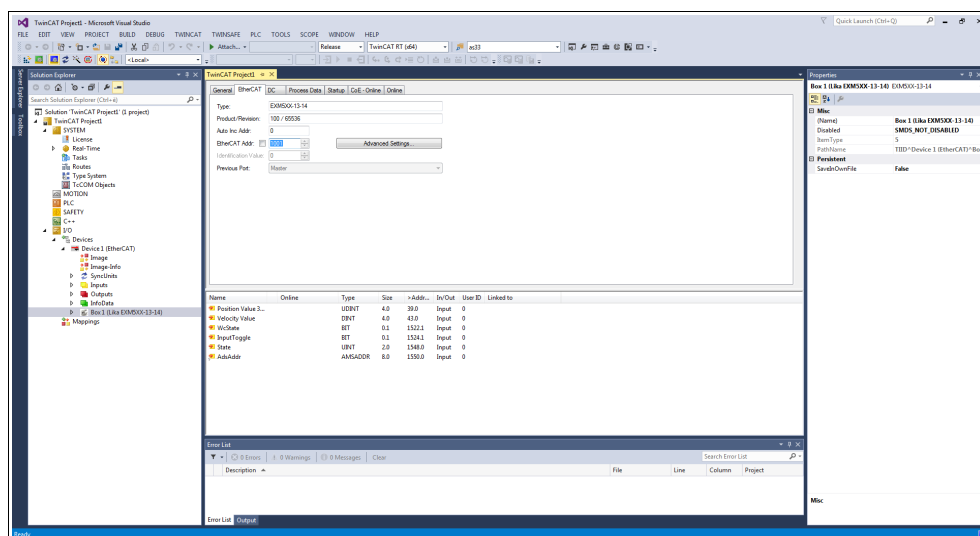 TwinCAT Project1 - Microsoft Visual Studio
Quick Launch (Ctrl+Q)
FILE EDIT VIEW PROJECT BUILD DEBUG TWINCAT TWINSAFE PLC TOOLS SCOPE WINDOW HELP
Attach... Release TwinCAT RT (x64) as33
<Local>
Server Explorer
Toolbox
Solution Explorer
Search Solution Explorer (Ctrl+è)
Solution 'TwinCAT Project1' (1 project)
TwinCAT Project1
SYSTEM
License
Real-Time
Tasks
Routes
Type System
TcCOM Objects
MOTION
PLC
SAFETY
C++
I/O
Devices
Device 1 (EtherCAT)
Image
Image-Info
SyncUnits
Inputs
Outputs
InfoData
Box 1 (Lika EXM5XX-13-14)
Mappings
TwinCAT Project1
General EtherCAT DC Process Data Startup CoE - Online Online
Type: EXM5XX-13-14
Product/Revision: 100 / 65536
Auto Inc Addr: 0
EtherCAT Addr: 1001 Advanced Settings...
Identification Value: 0
Previous Port: Master
Name Online Type Size >Addr... In/Out User ID Linked to
Position Value 3... UDINT 4.0 39.0 Input 0
Velocity Value DINT 4.0 43.0 Input 0
WcState BIT 0.1 1522.1 Input 0
InputToggle BIT 0.1 1524.1 Input 0
State UINT 2.0 1548.0 Input 0
AdsAddr AMSADDR 8.0 1550.0 Input 0
Error List
0 Errors 0 Warnings 0 Messages Clear Search Error List
Description File Line Column Project
Error List Output
Properties
Box 1 (Lika EXM5XX-13-14) EXM5XX-13-14
Misc
(Name) Box 1 (Lika EXM5XX-13-14)
Disabled SMDS_NOT_DISABLED
ItemType 5
PathName TIID^Device 1 (EtherCAT)^Bo
Persistent
SaveInOwnFile False
Misc
Ready